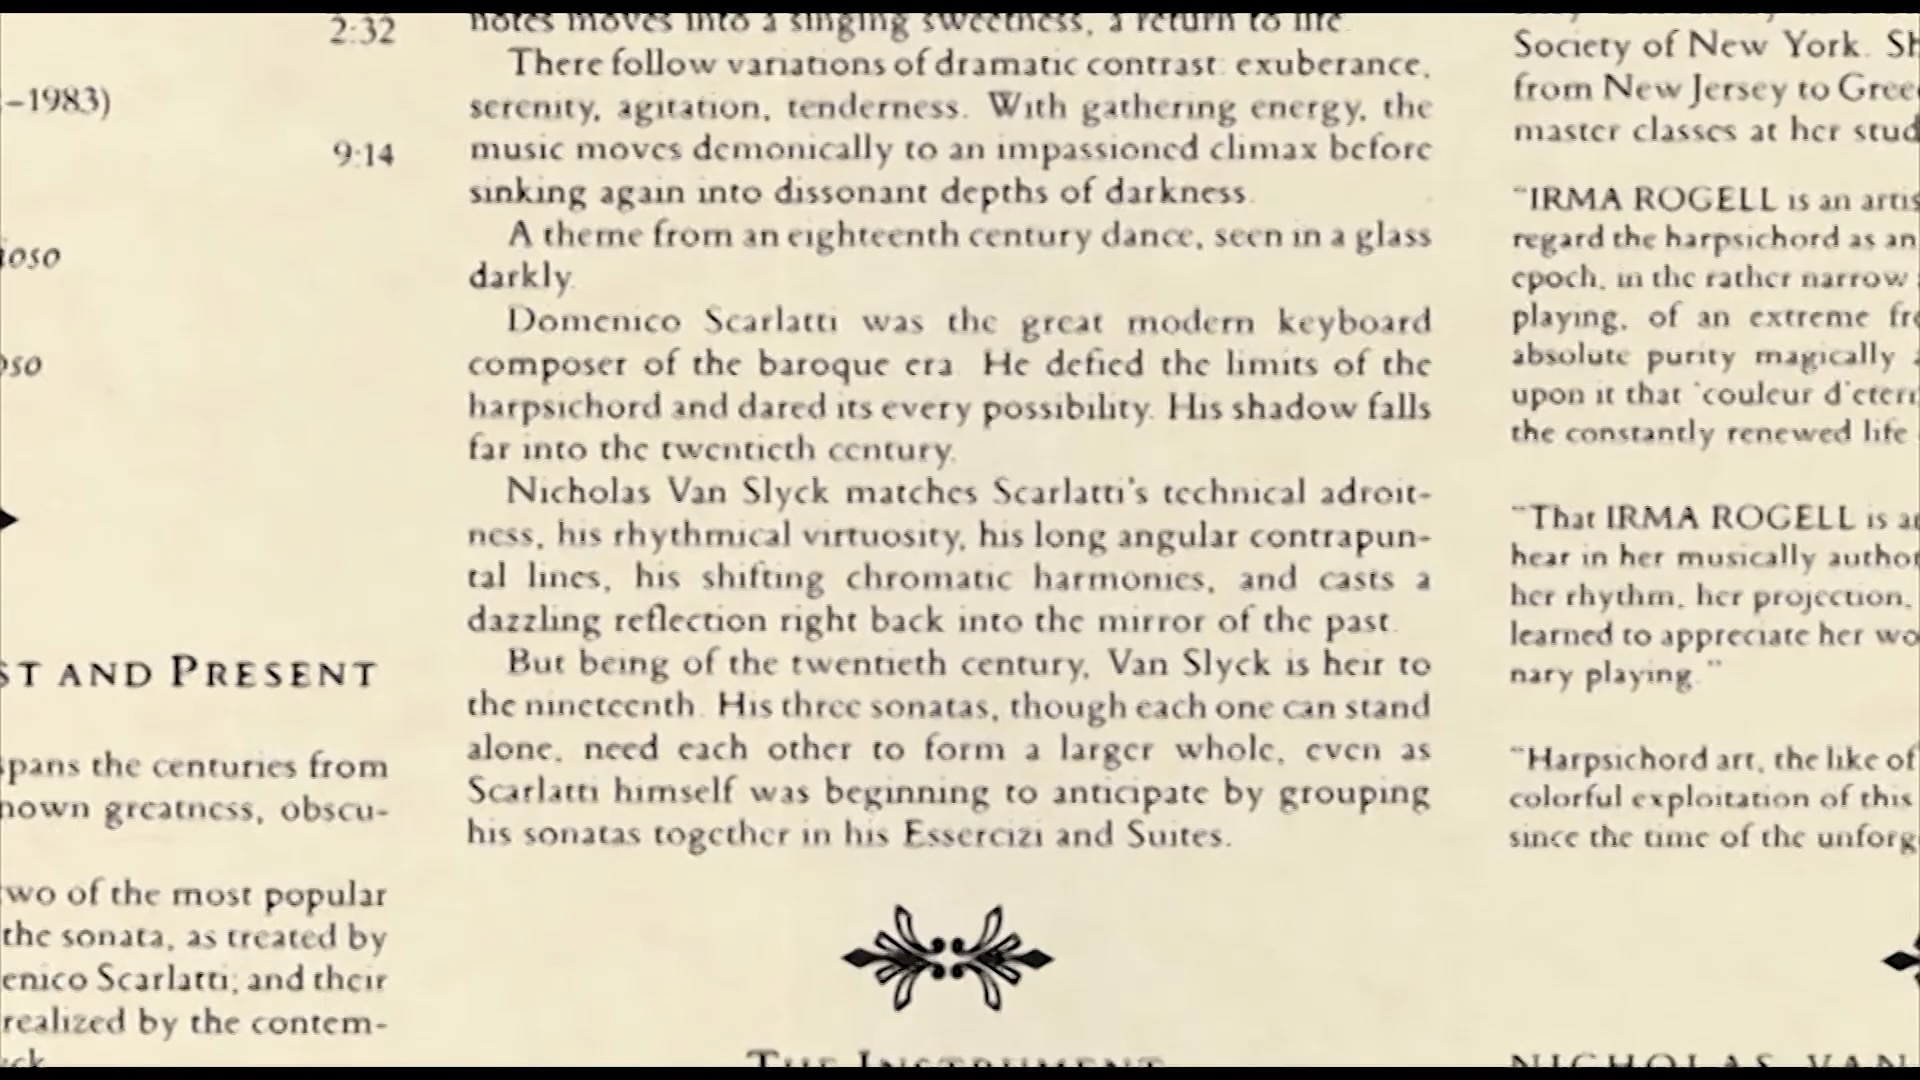 2:32
–1983)
9:14
ST AND PRESENT
spans the centuries from
nown greatness, obscu-
two of the most popular
the sonata, as treated by
enico Scarlatti; and their
realized by the contem-
notes moves into a singing sweetness, a return to life.
There follow variations of dramatic contrast: exuberance,
serenity, agitation, tenderness. With gathering energy, the
music moves demonically to an impassioned climax before
sinking again into dissonant depths of darkness.
A theme from an eighteenth century dance, seen in a glass
darkly.
Domenico Scarlatti was the great modern keyboard
composer of the baroque era. He defied the limits of the
harpsichord and dared its every possibility. His shadow falls
far into the twentieth century.
Nicholas Van Slyck matches Scarlatti's technical adroit-
ness, his rhythmical virtuosity, his long angular contrapun-
tal lines, his shifting chromatic harmonies, and casts a
dazzling reflection right back into the mirror of the past.
But being of the twentieth century, Van Slyck is heir to
the nineteenth. His three sonatas, though each one can stand
alone, need each other to form a larger whole, even as
Scarlatti himself was beginning to anticipate by grouping
his sonatas together in his Essercizi and Suites.
THE INSTRUMENT
Society of New York. Sh
from New Jersey to Gree
master classes at her stud
"IRMA ROGELL is an artis
regard the harpsichord as an
epoch, in the rather narrow
playing, of an extreme fr
absolute purity magically
upon it that 'couleur d'etern
the constantly renewed life
"That IRMA ROGELL is a
hear in her musically author
her rhythm, her projection,
learned to appreciate her wo
nary playing."
"Harpsichord art, the like of
colorful exploitation of this
since the time of the unforg
NICHOLAS VAN